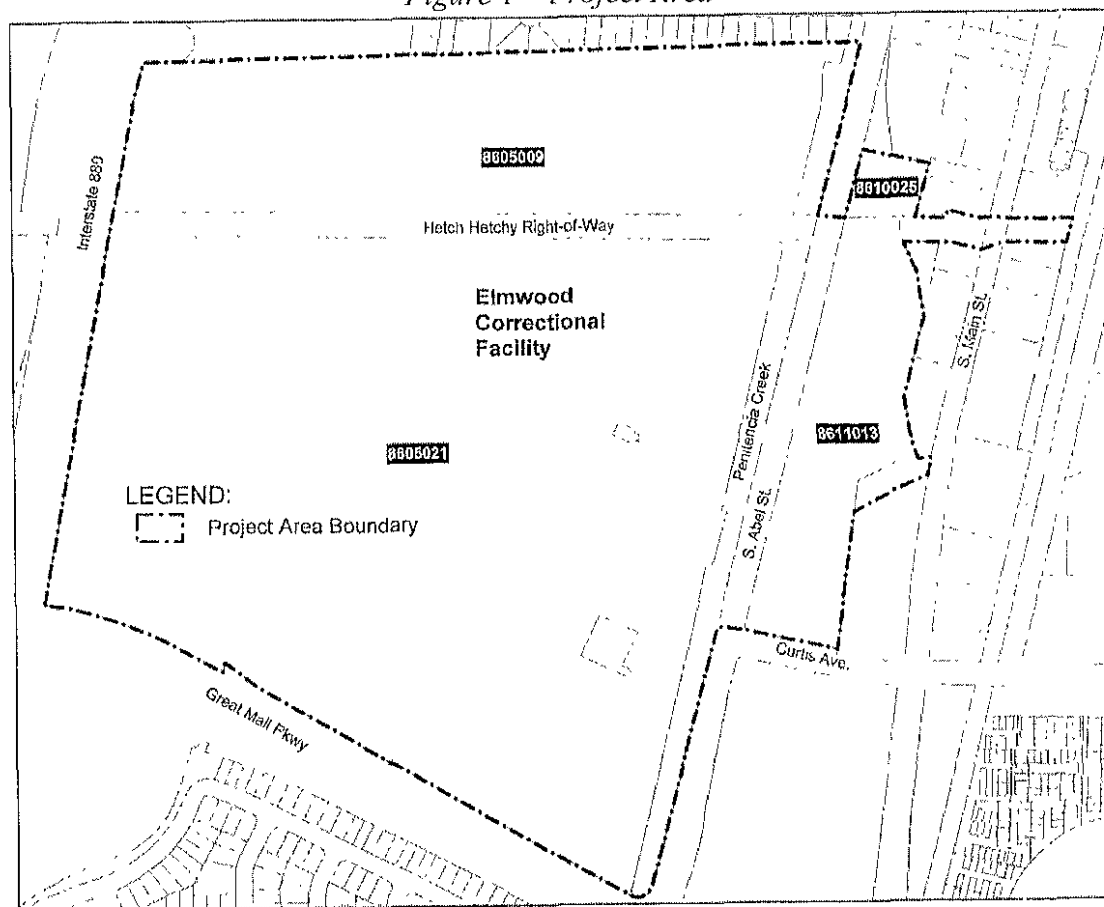 Figure 1 – Project Area
8605009
8610025
Interstate 880
Hetch Hetchy Right-of-Way
Elmwood
Correctional
Facility
S. Main St.
Penitencia Creek
8611013
8605021
LEGEND:
Project Area Boundary
S. Abel St.
Curtis Ave.
Great Mall Pkwy